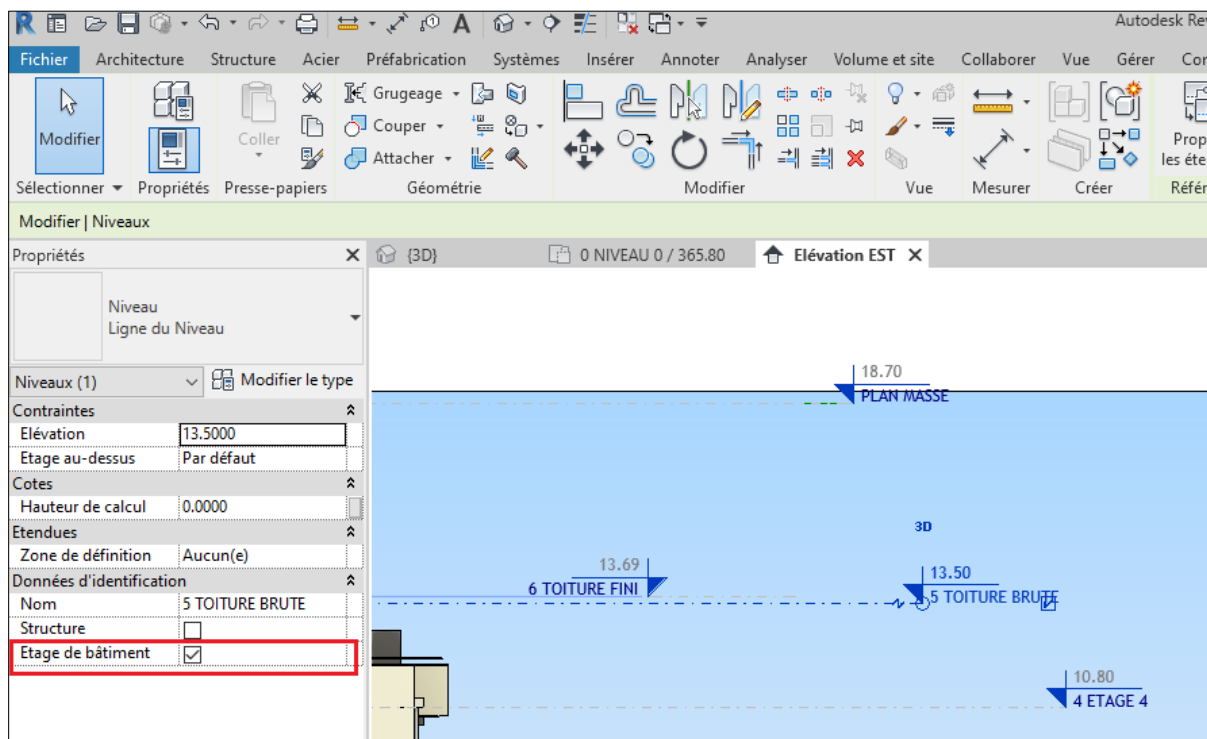 Autodesk Rev
Fichier Architecture Structure Acier Préfabrication Systèmes Insérer Annoter Analyser Volume et site Collaborer Vue Gérer Con
Modifier
Coller
Grugeage
Couper
Attacher
Prop
les éte
Sélectionner Propriétés Presse-papiers Géométrie Modifier Vue Mesurer Créer Référ
Modifier | Niveaux
Propriétés
{3D} 0 NIVEAU 0 / 365.80 Elévation EST
Niveau
Ligne du Niveau
Niveaux (1) Modifier le type
Contraintes
Elévation 13.5000
Etage au-dessus Par défaut
Cotes
Hauteur de calcul 0.0000
Etendues
Zone de définition Aucun(e)
Données d'identification
Nom 5 TOITURE BRUTE
Structure
Etage de bâtiment
18.70
PLAN MASSE
3D
13.69
6 TOITURE FINI
13.50
5 TOITURE BRUTE
10.80
4 ETAGE 4